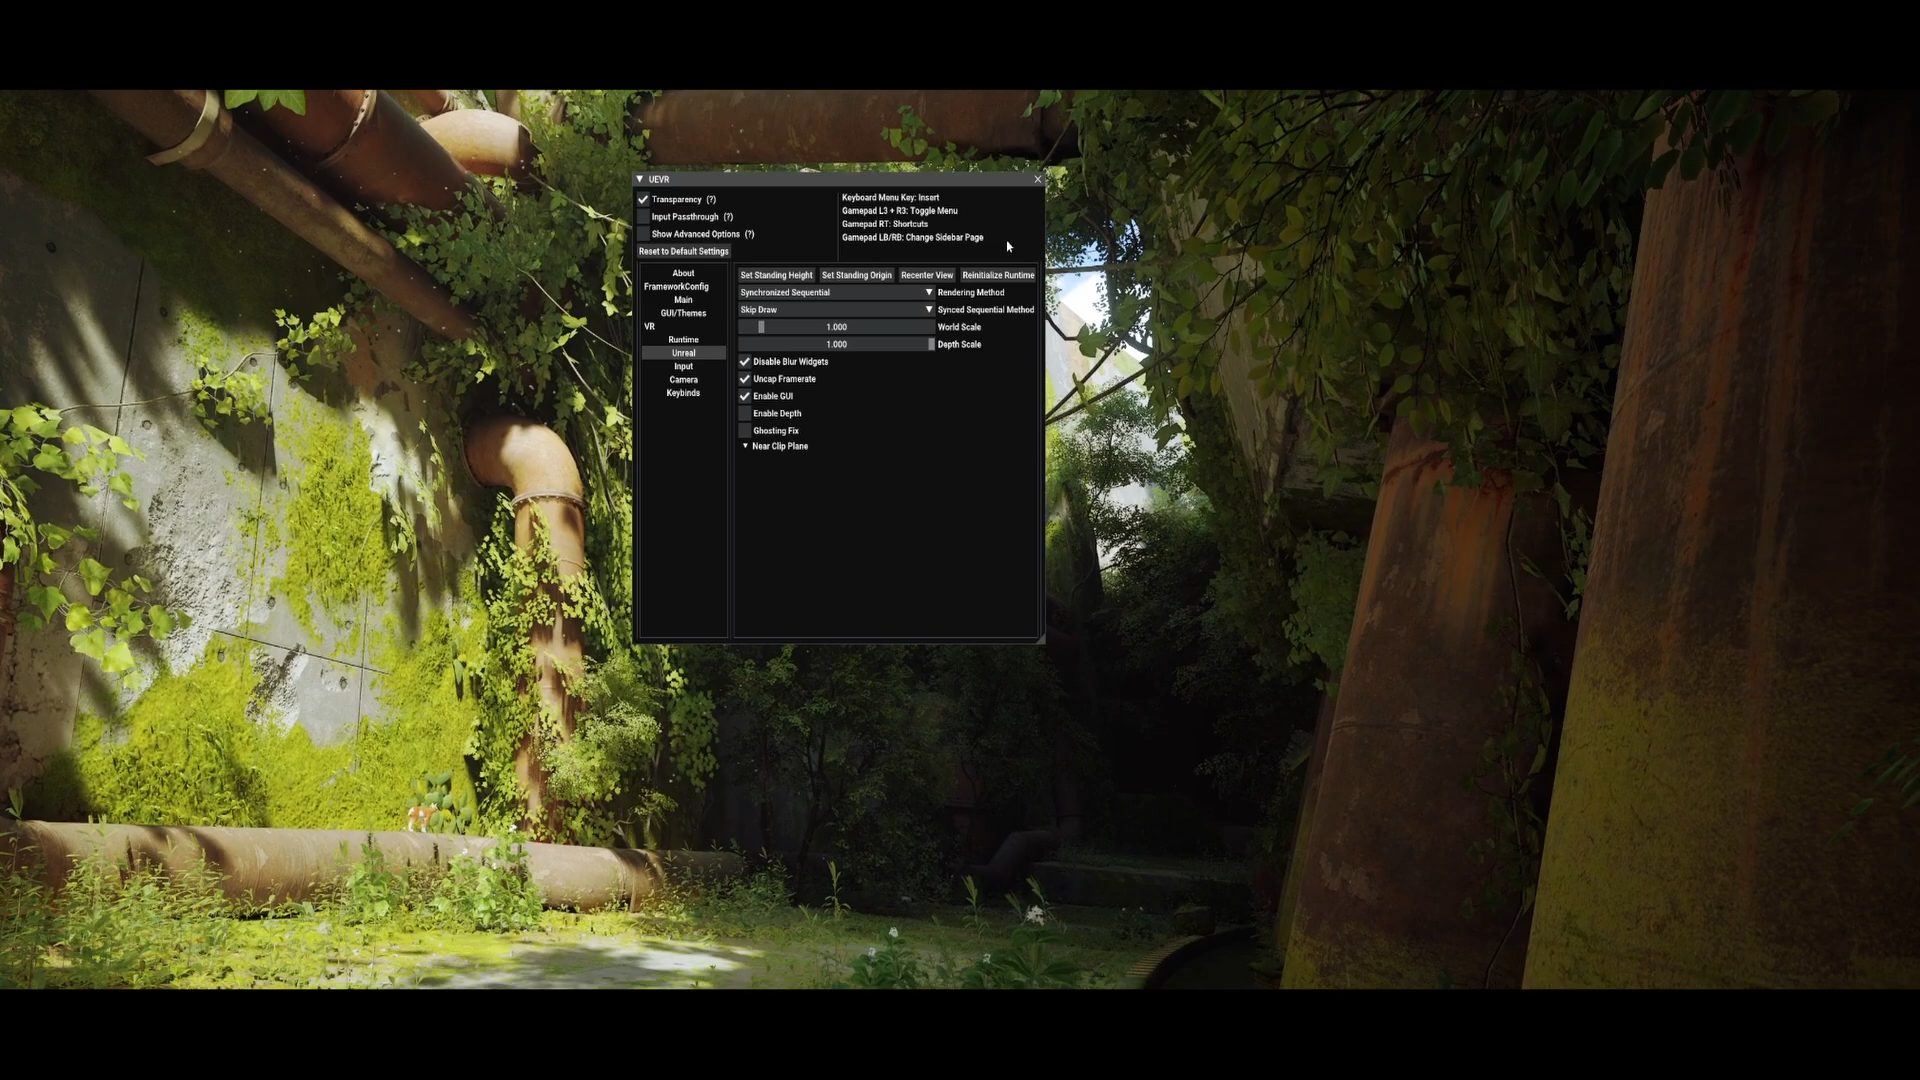 UEVR
Transparency (?)
Input Passthrough (?)
Show Advanced Options (?)
Reset to Default Settings
Keyboard Menu Key: Insert
Gamepad L3 + R3: Toggle Menu
Gamepad RT: Shortcuts
Gamepad LB/RB: Change Sidebar Page
About
FrameworkConfig
Main
GUI/Themes
VR
Runtime
Unreal
Input
Camera
Keybinds
Set Standing Height Set Standing Origin Recenter View Reinitialize Runtime
Synchronized Sequential Rendering Method
Skip Draw Synced Sequential Method
1.000 World Scale
1.000 Depth Scale
Disable Blur Widgets
Uncap Framerate
Enable GUI
Enable Depth
Ghosting Fix
Near Clip Plane